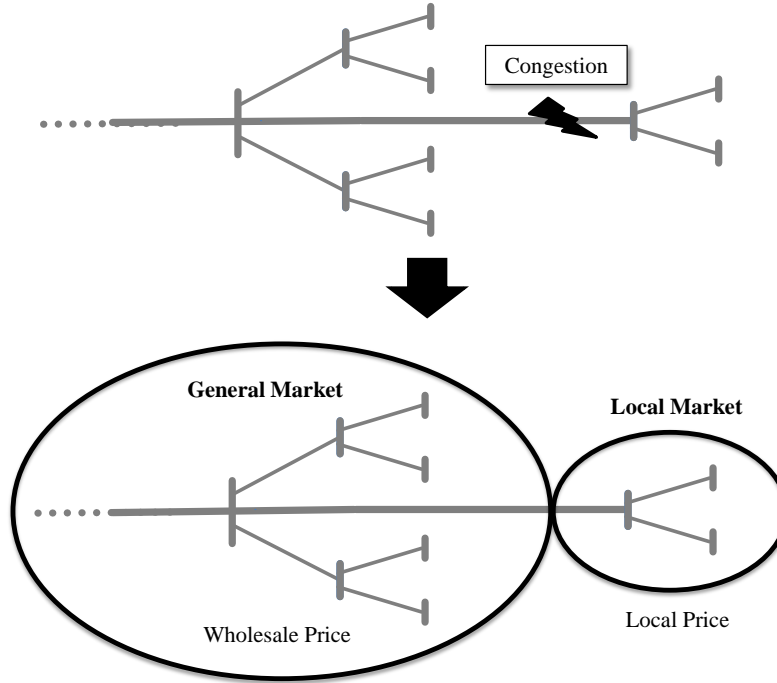 Congestion
General Market
Local Market
Wholesale Price
Local Price